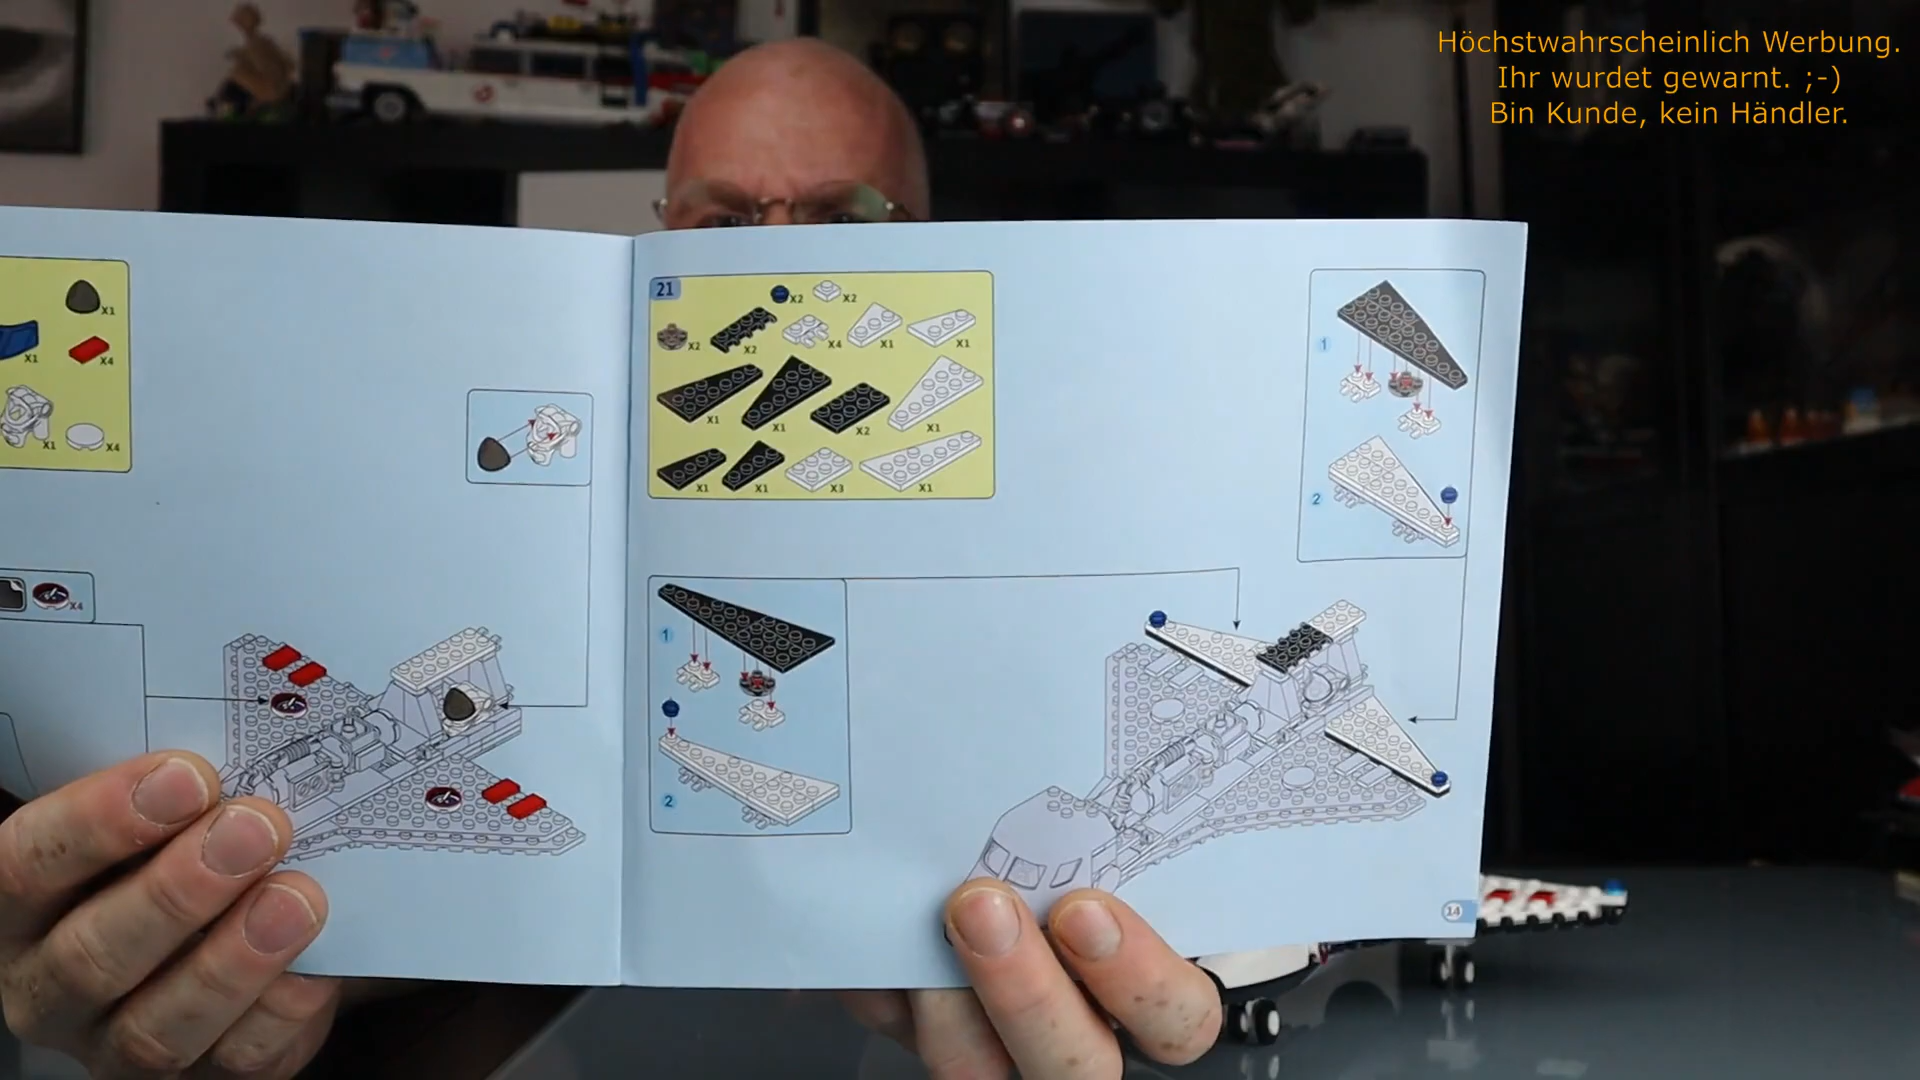 Höchstwahrscheinlich Werbung.
Ihr wurdet gewarnt. ;-)
Bin Kunde, kein Händler.
X1
X1
X4
X1
X4
X4
21
X2
X2
X2
X2
X4
X1
X1
X1
X1
X2
X1
X1
X1
X3
X1
1
2
1
2
14